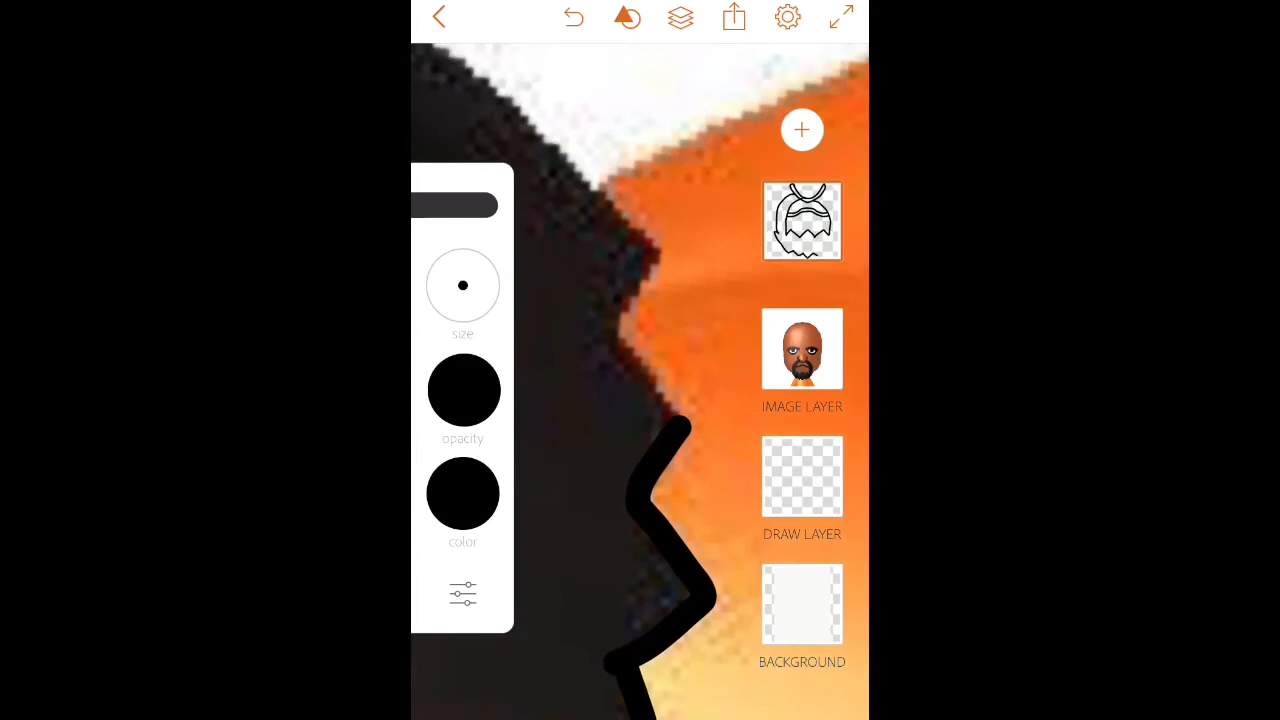 size
IMAGE LAYER
opacity
DRAW LAYER
color
BACKGROUND